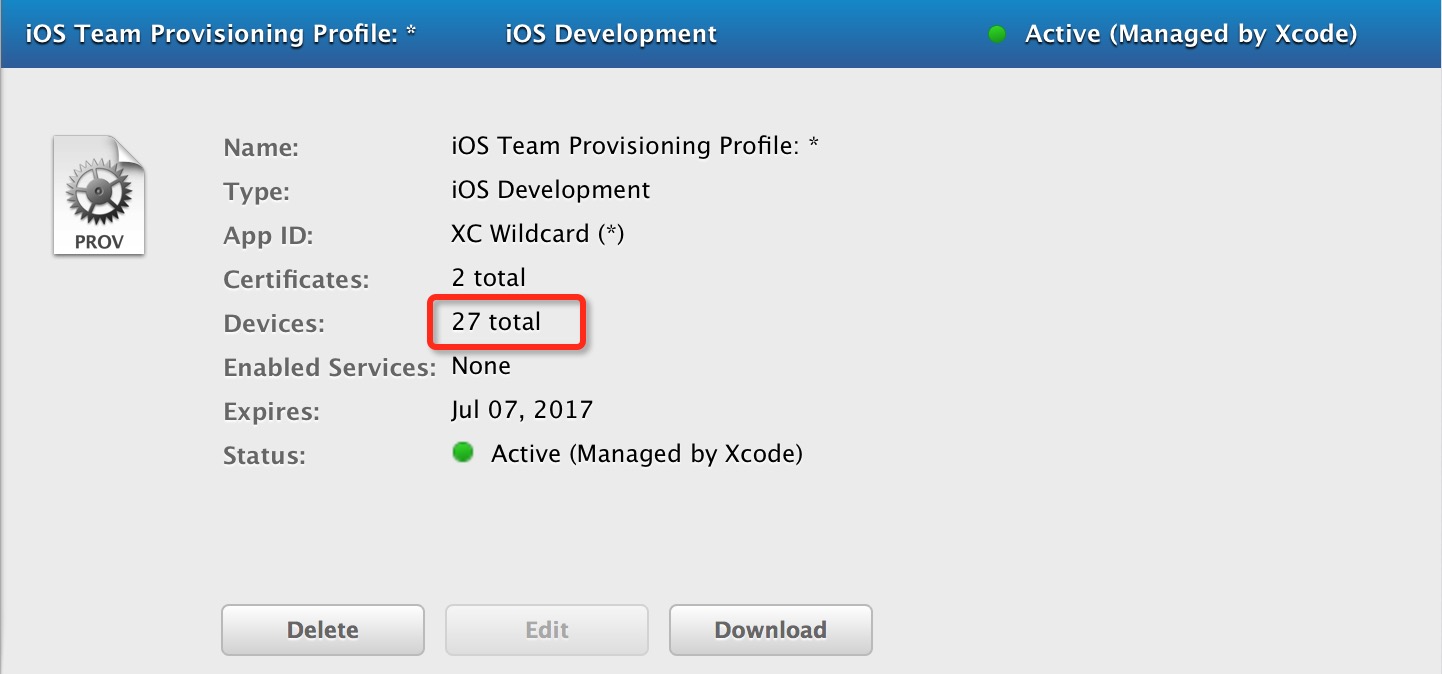 iOS Team Provisioning Profile: * iOS Development Active (Managed by Xcode)
PROV
Name: iOS Team Provisioning Profile: *
Type: iOS Development
App ID: XC Wildcard (*)
Certificates: 2 total
Devices: 27 total
Enabled Services: None
Expires: Jul 07, 2017
Status: Active (Managed by Xcode)
Delete Edit Download